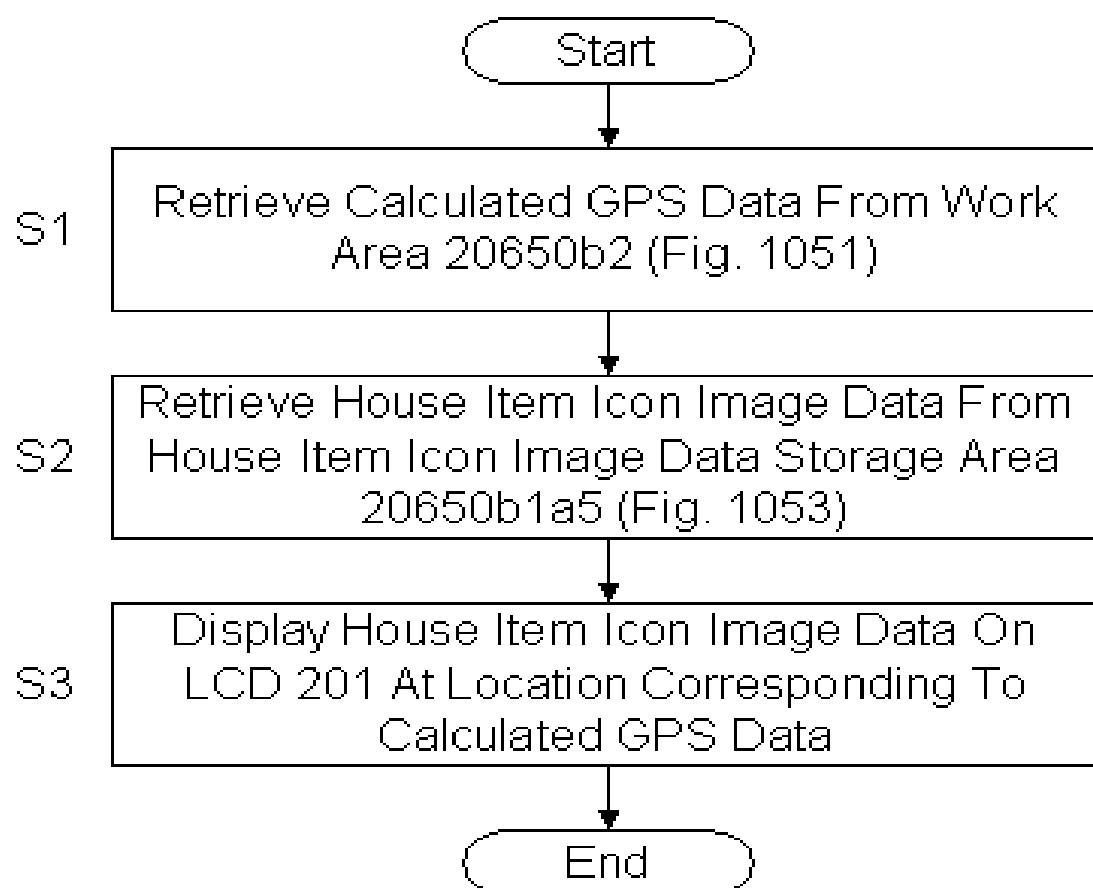 Start
S1
Retrieve Calculated GPS Data From Work
Area 20650b2 (Fig. 1051)
S2
Retrieve House Item Icon Image Data From
House Item Icon Image Data Storage Area
20650b1a5 (Fig. 1053)
S3
Display House Item Icon Image Data On
LCD 201 At Location Corresponding To
Calculated GPS Data
End